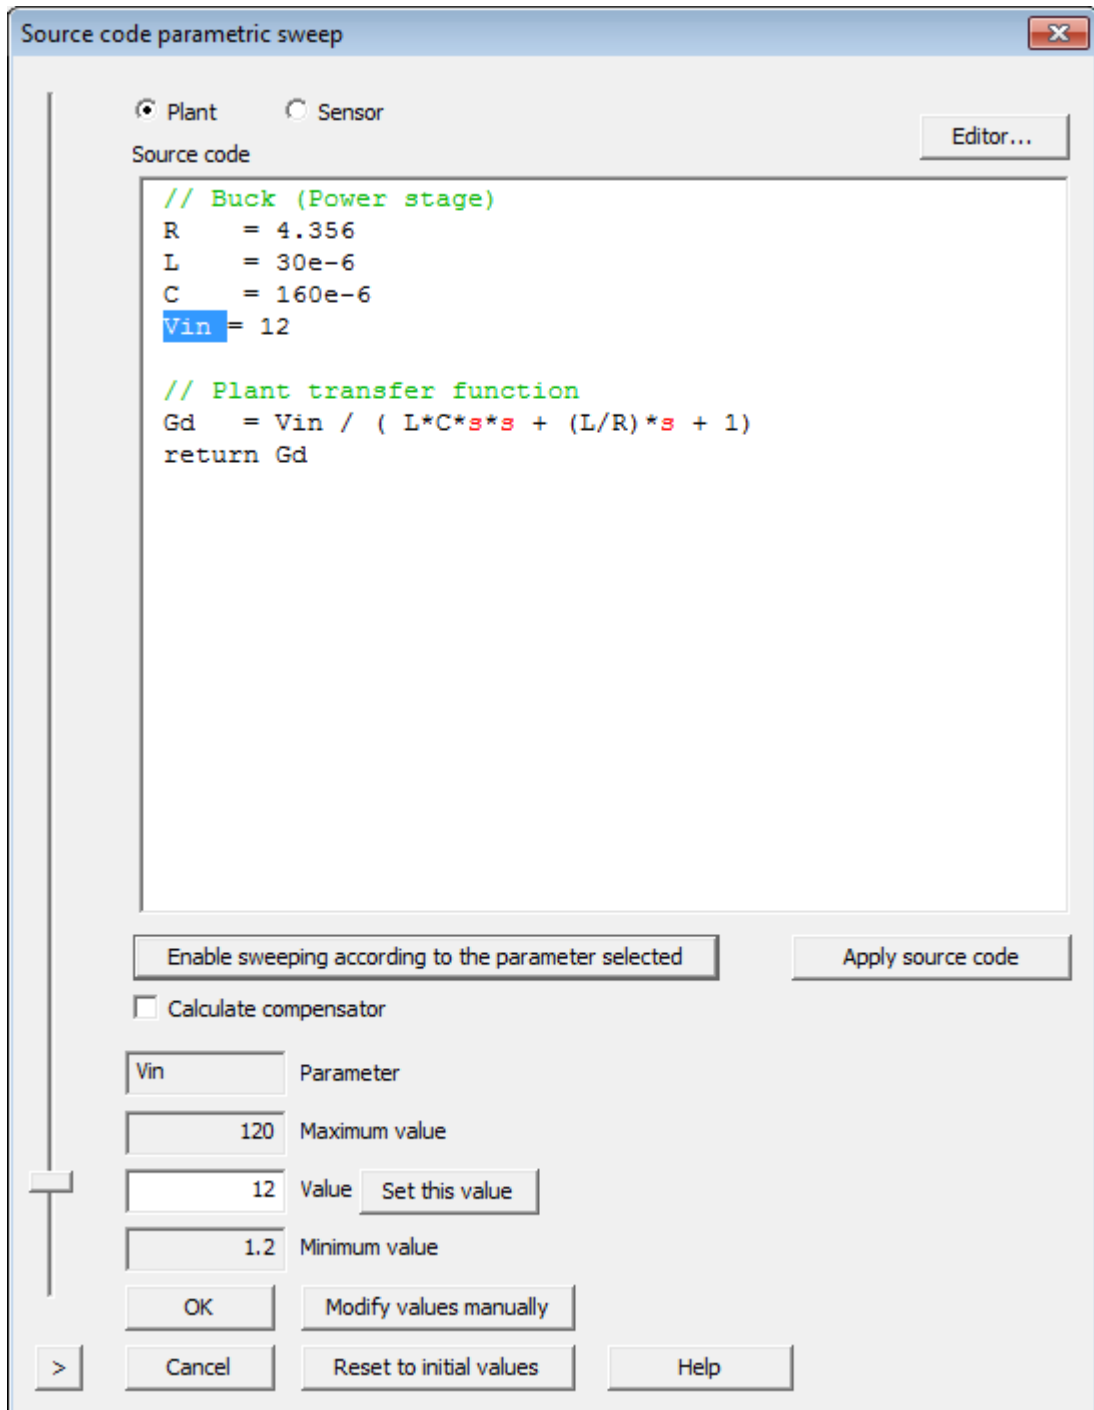 Source code parametric sweep
Plant
Sensor
Editor...
Source code
// Buck (Power stage)
R    = 4.356
L    = 30e-6
C    = 160e-6
Vin = 12
// Plant transfer function
Gd   = Vin / ( L*C*s*s + (L/R)*s + 1)
return Gd
Enable sweeping according to the parameter selected
Apply source code
Calculate compensator
Vin Parameter
120 Maximum value
12 Value Set this value
1.2 Minimum value
OK Modify values manually
> Cancel Reset to initial values Help